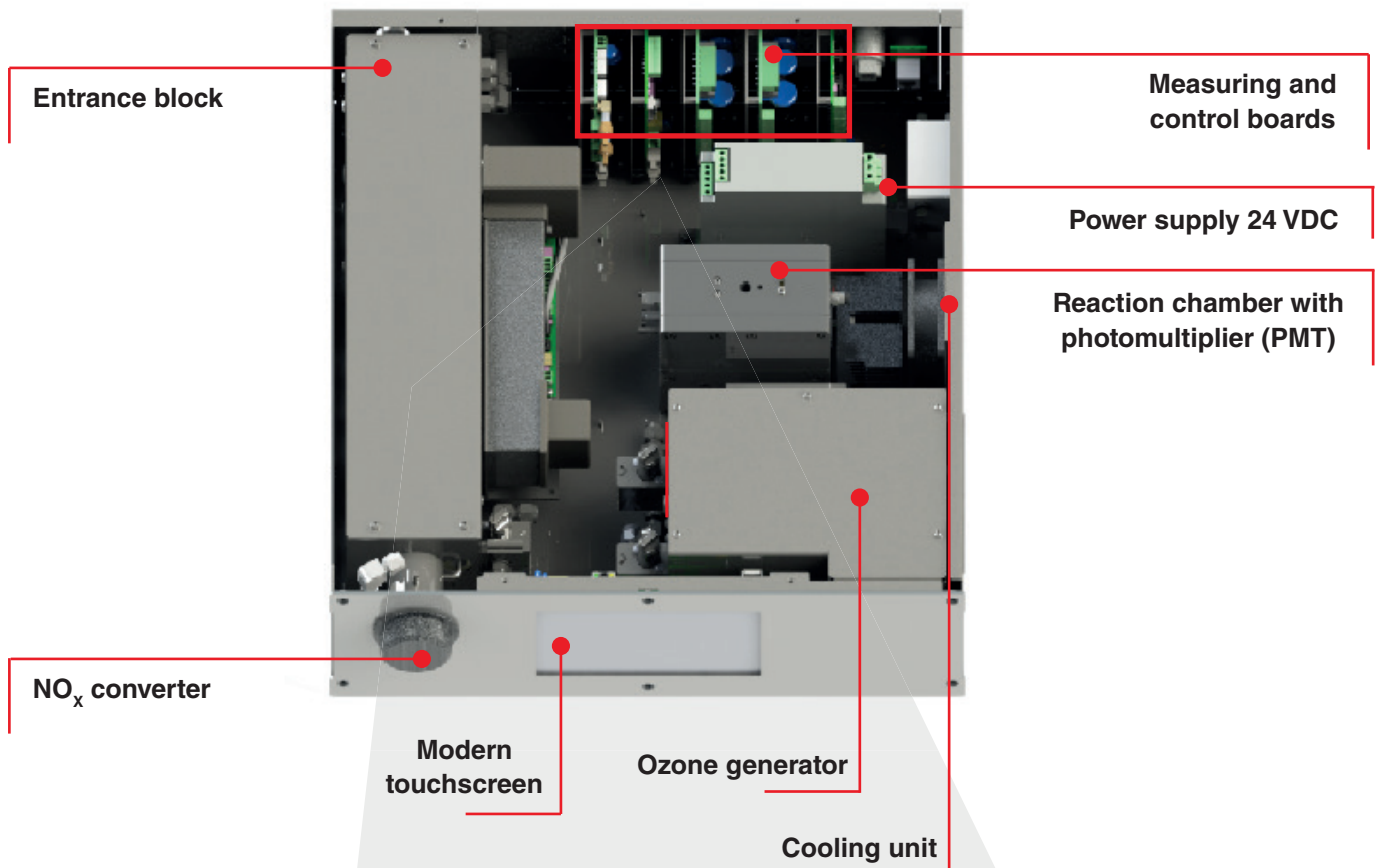 Entrance block
Measuring and
control boards
Power supply 24 VDC
Reaction chamber with
photomultiplier (PMT)
NOx converter
Modern
touchscreen
Ozone generator
Cooling unit